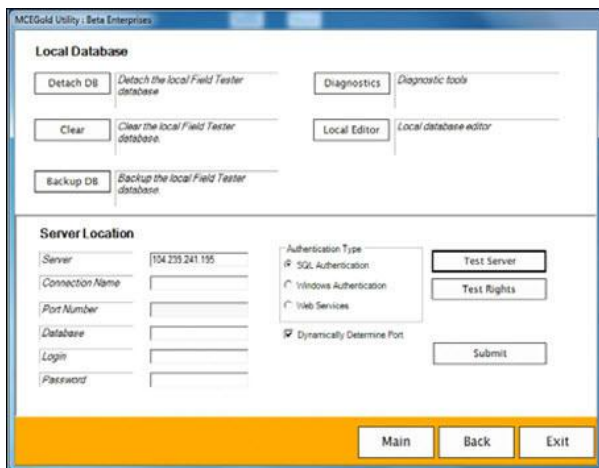 MCEGold Utility : Beta Enterprises
Local Database
Detach DB
Detach the local Field Tester
database
Diagnostics
Diagnostic tools
Clear
Clear the local Field Tester
database.
Local Editor
Local database editor
Backup DB
Backup the local Field Tester
database.
Server Location
Server
104.239.241.195
Connection Name
Port Number
Database
Login
Password
Authentication Type
SQL Authentication
Windows Authentication
Web Services
Dynamically Determine Port
Test Server
Test Rights
Submit
Main
Back
Exit